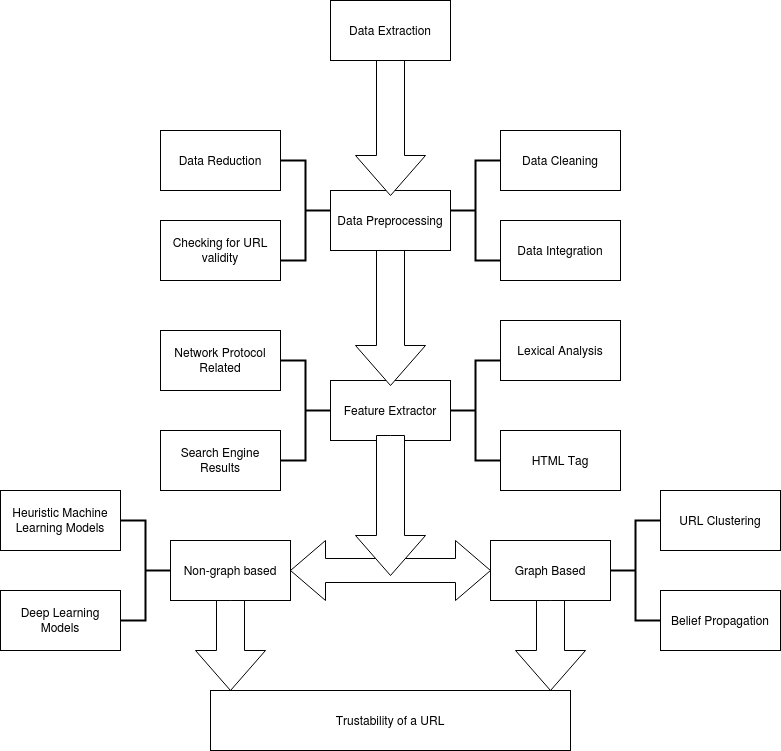 Data Extraction
Data Reduction
Data Cleaning
Data Preprocessing
Checking for URL
validity
Data Integration
Network Protocol
Related
Lexical Analysis
Feature Extractor
Search Engine
Results
HTML Tag
Heuristic Machine
Learning Models
URL Clustering
Non-graph based
Graph Based
Deep Learning
Models
Belief Propagation
Trustability of a URL